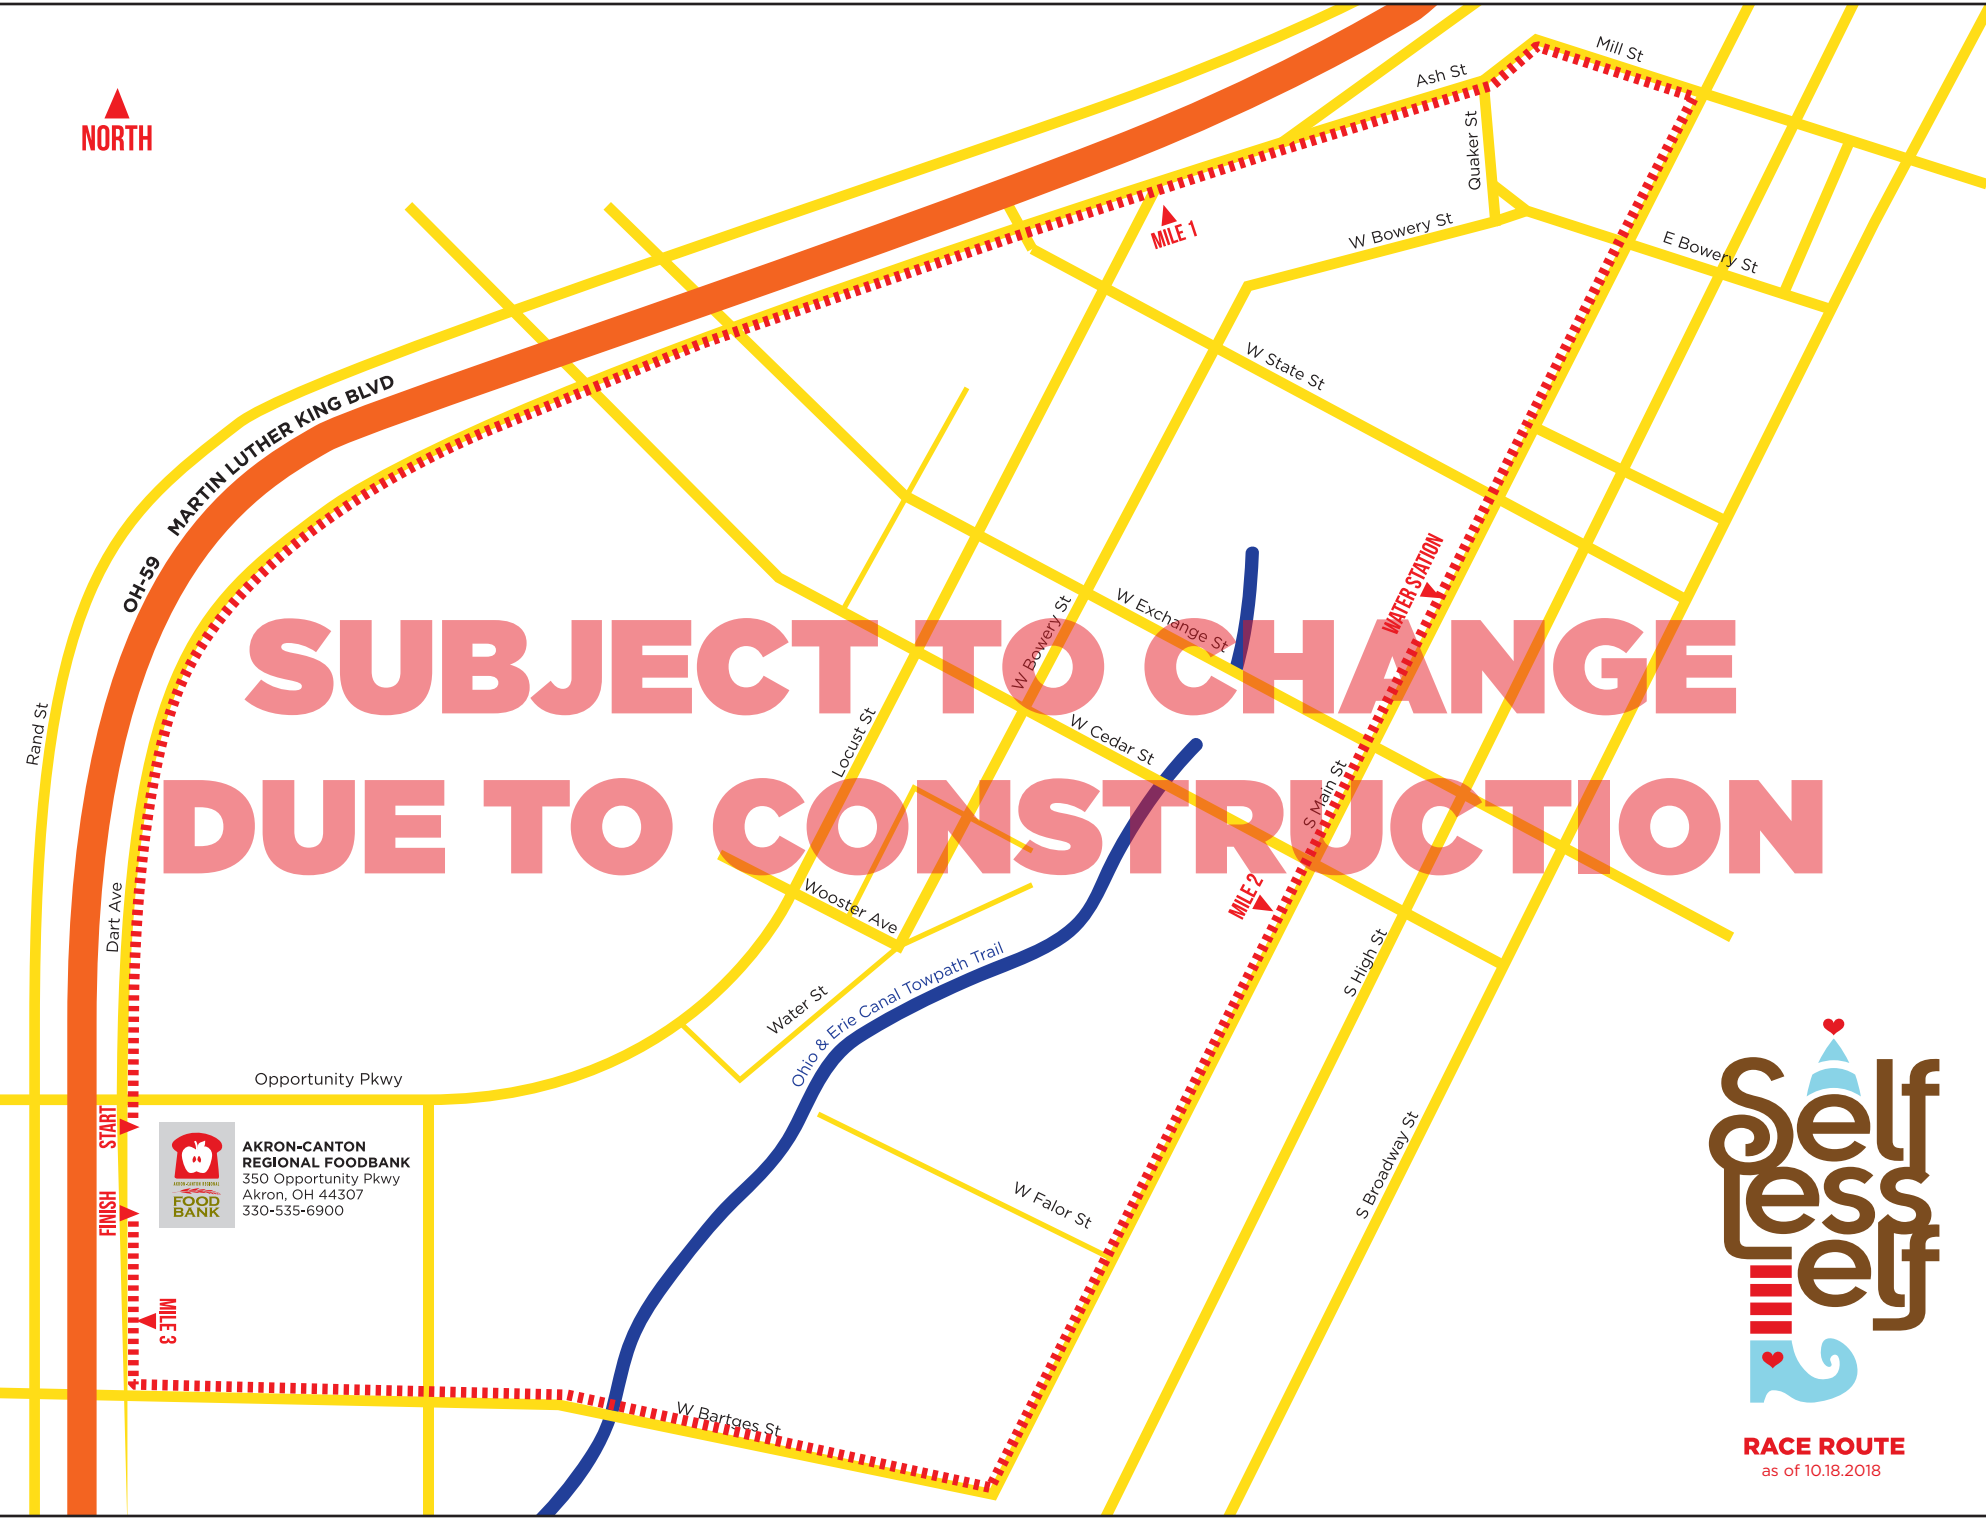 NORTH
Mill St
Ash St
Quaker St
MILE 1
W Bowery St
E Bowery St
W State St
OH-59 MARTIN LUTHER KING BLVD
WATER STATION
W Exchange St
W Bowery St
SUBJECT TO CHANGE
DUE TO CONSTRUCTION
Rand St
Locust St
W Cedar St
S Main St
Dart Ave
Wooster Ave
MILE 2
S High St
Water St
Ohio & Erie Canal Towpath Trail
Opportunity Pkwy
START
FINISH
FOOD
BANK
AKRON-CANTON
REGIONAL FOODBANK
350 Opportunity Pkwy
Akron, OH 44307
330-535-6900
W Falor St
S Broadway St
MILE 3
W Bartges St
Self
Less
elf
RACE ROUTE
as of 10.18.2018